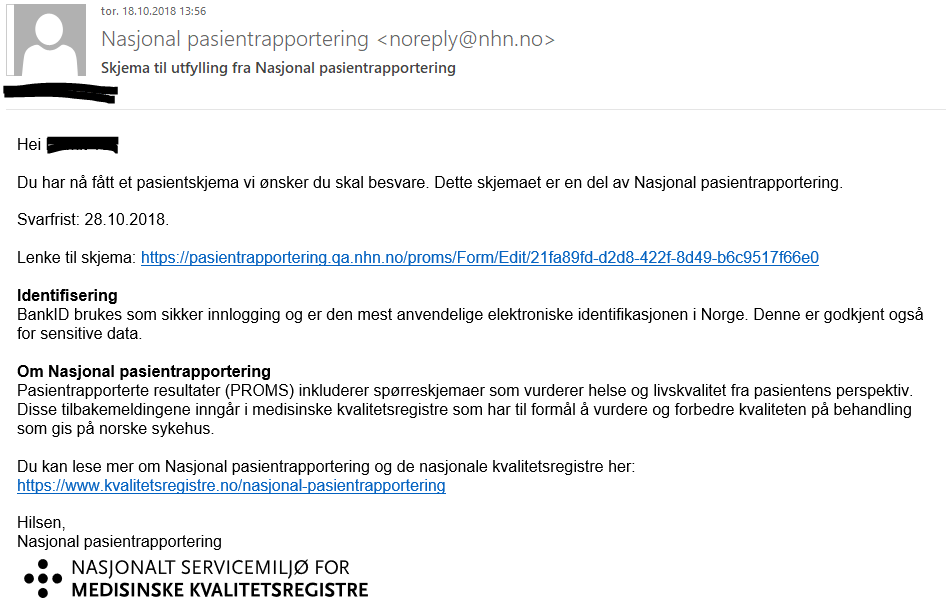 tor. 18.10.2018 13:56
Nasjonal pasientrapportering <noreply@nhn.no>
Skjema til utfylling fra Nasjonal pasientrapportering
Hei
Du har nå fått et pasientskjema vi ønsker du skal besvare. Dette skjemaet er en del av Nasjonal pasientrapportering.
Svarfrist: 28.10.2018.
Lenke til skjema: https://pasientrapportering.qa.nhn.no/proms/Form/Edit/21fa89fd-d2d8-422f-8d49-b6c9517f66e0
Identifisering
BankID brukes som sikker innlogging og er den mest anvendelige elektroniske identifikasjonen i Norge. Denne er godkjent også
for sensitive data.
Om Nasjonal pasientrapportering
Pasientrapporterte resultater (PROMS) inkluderer spørreskjemaer som vurderer helse og livskvalitet fra pasientens perspektiv.
Disse tilbakemeldingene inngår i medisinske kvalitetsregistre som har til formål å vurdere og forbedre kvaliteten på behandling
som gis på norske sykehus.
Du kan lese mer om Nasjonal pasientrapportering og de nasjonale kvalitetsregistre her:
https://www.kvalitetsregistre.no/nasjonal-pasientrapportering
Hilsen,
Nasjonal pasientrapportering
NASJONALT SERVICEMILJØ FOR
MEDISINSKE KVALITETSREGISTRE